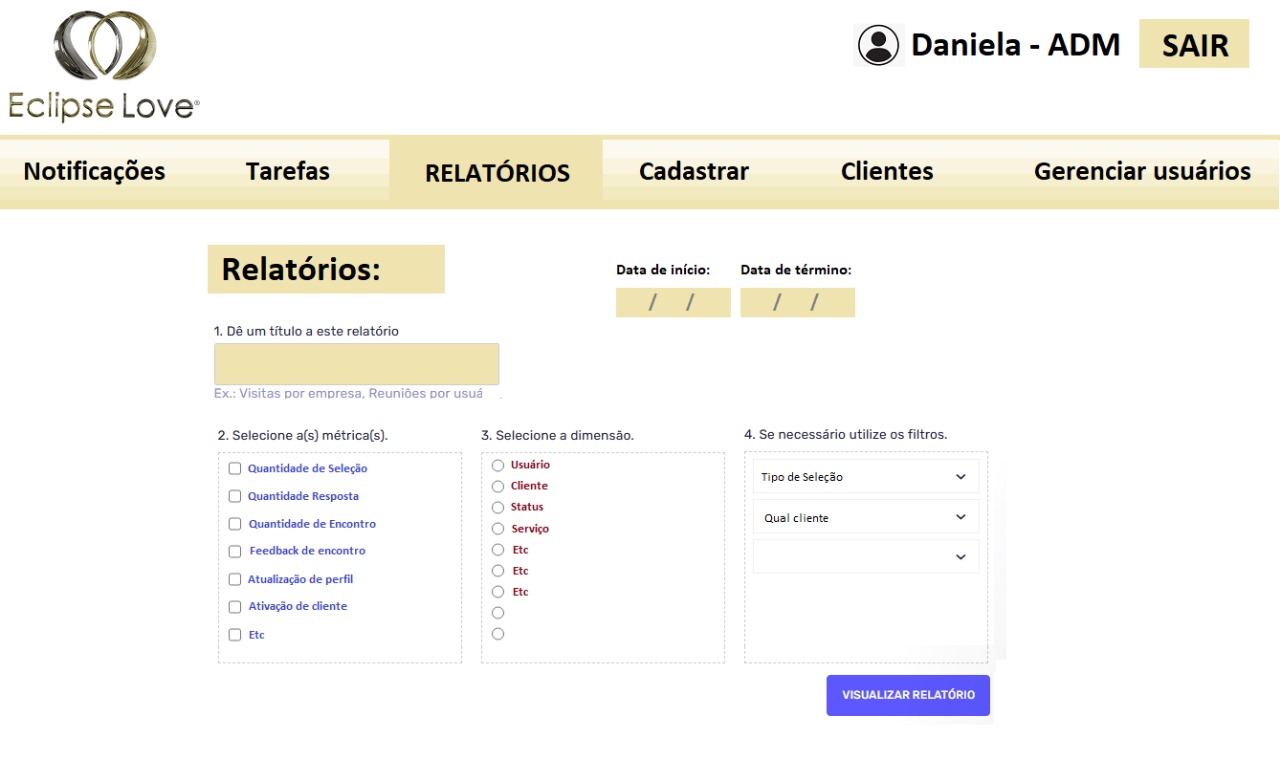 Eclipse Love®
Daniela - ADM
SAIR
Notificações
Tarefas
RELATÓRIOS
Cadastrar
Clientes
Gerenciar usuários
Relatórios:
Data de início:
Data de término:
/ /
/ /
1. Dê um título a este relatório
Ex.: Visitas por empresa, Reuniões por usuá
2. Selecione a(s) métrica(s).
Quantidade de Seleção
Quantidade Resposta
Quantidade de Encontro
Feedback de encontro
Atualização de perfil
Ativação de cliente
Etc
3. Selecione a dimensão.
Usuário
Cliente
Status
Serviço
Etc
Etc
Etc
4. Se necessário utilize os filtros.
Tipo de Seleção
Qual cliente
VISUALIZAR RELATÓRIO